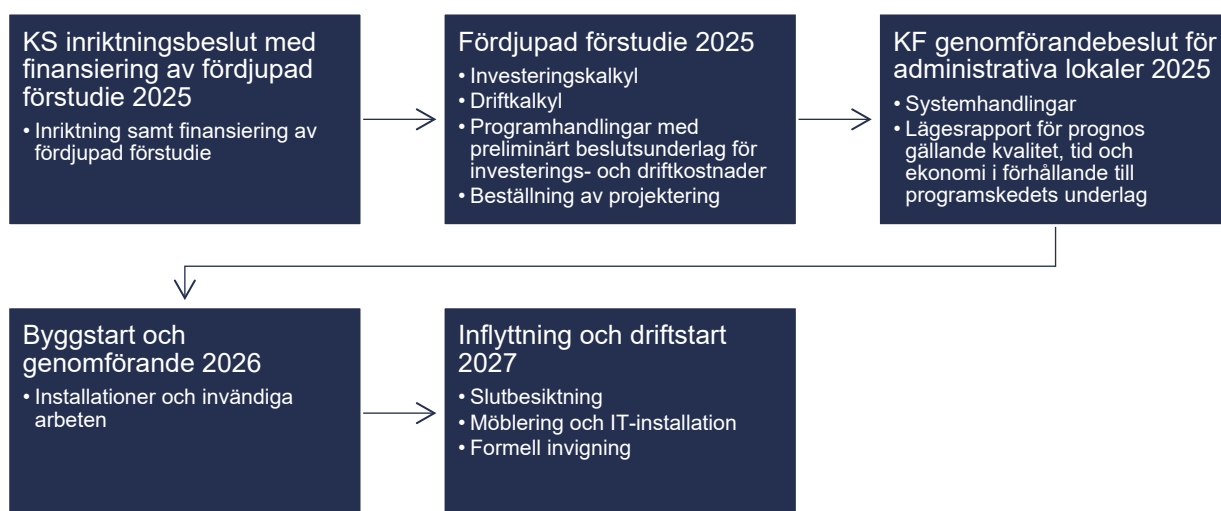 KS inriktningsbeslut med
finansiering av fördjupad
förstudie 2025
• Inriktning samt finansiering av
fördjupad förstudie
Fördjupad förstudie 2025
• Investeringskalkyl
• Driftkalkyl
• Programhandlingar med
preliminärt beslutsunderlag för
investerings- och driftkostnader
• Beställning av projektering
KF genomförandebeslut för
administrativa lokaler 2025
• Systemhandlingar
• Lägesrapport för prognos
gällande kvalitet, tid och
ekonomi i förhållande till
programskedets underlag
Byggstart och
genomförande 2026
• Installationer och invändiga
arbeten
Inflyttning och driftstart
2027
• Slutbesiktning
• Möblering och IT-installation
• Formell invigning